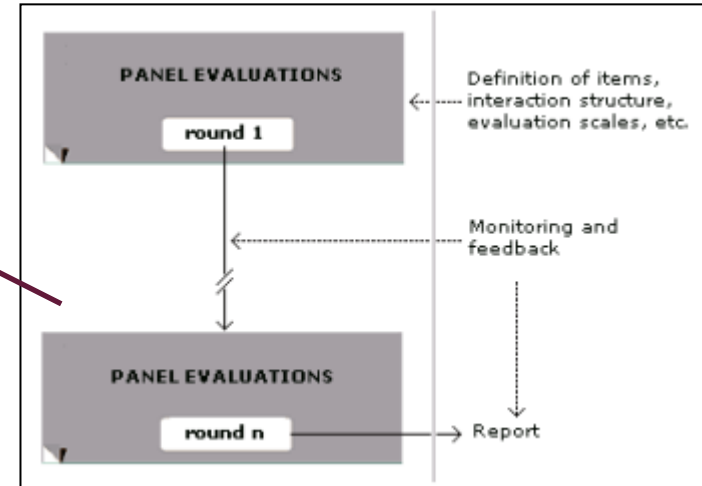 PANEL EVALUATIONS
round 1
Definition of items,
interaction structure,
evaluation scales, etc.
Monitoring and
feedback
PANEL EVALUATIONS
round n
Report